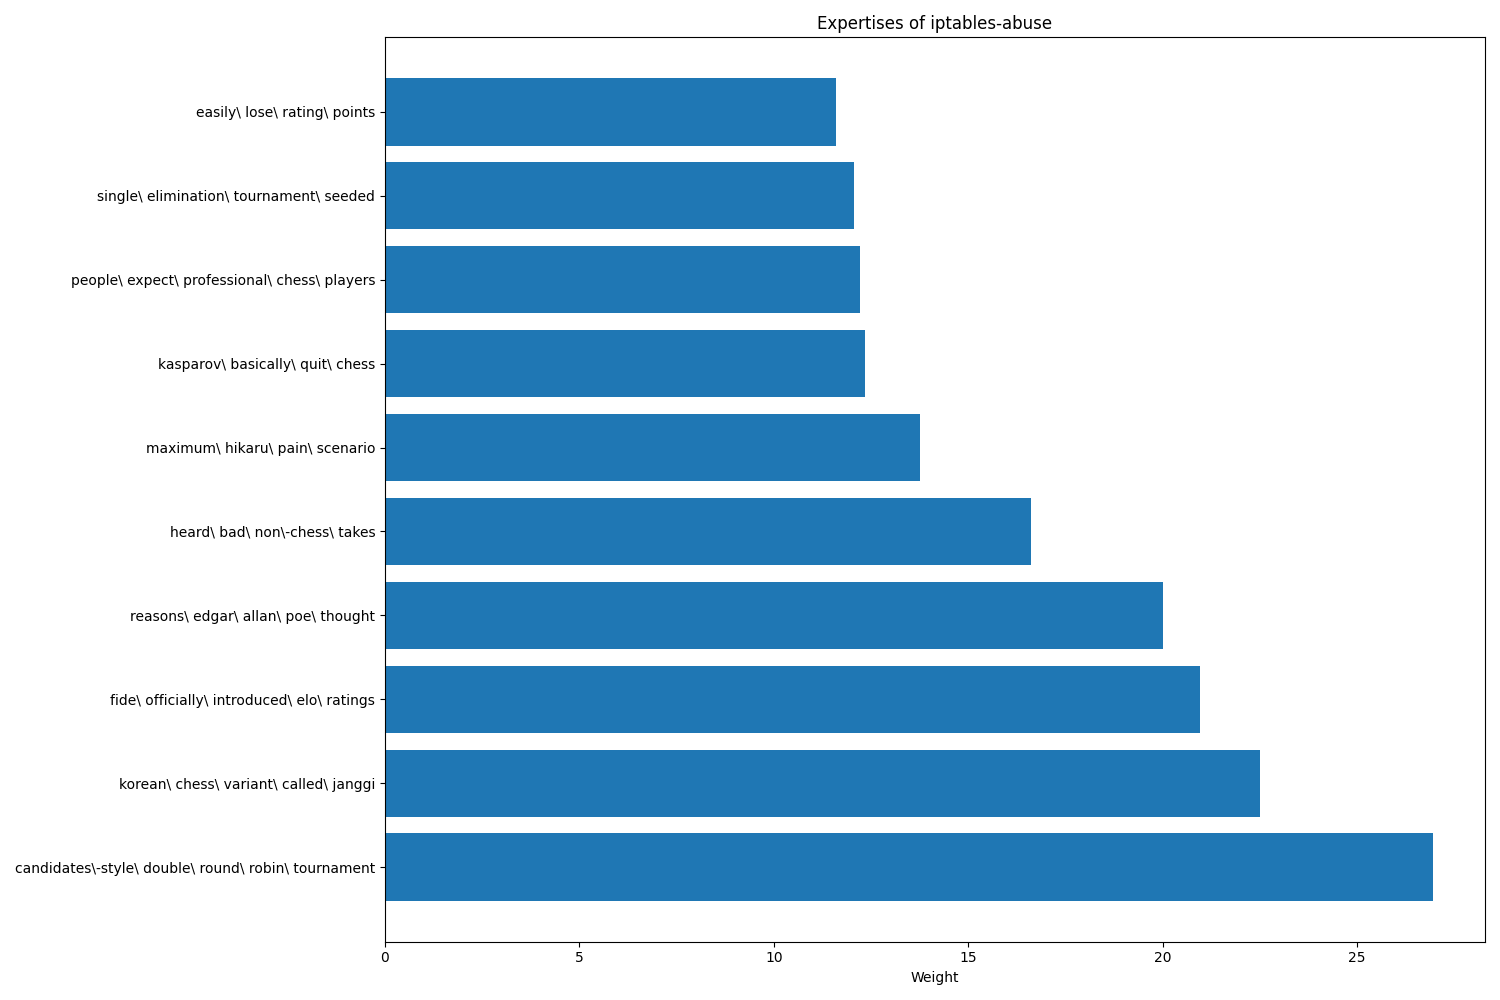 Expertises of iptables-abuse
easily\ lose\ rating\ points
single\ elimination\ tournament\ seeded
people\ expect\ professional\ chess\ players
kasparov\ basically\ quit\ chess
maximum\ hikaru\ pain\ scenario
heard\ bad\ non\-chess\ takes
reasons\ edgar\ allan\ poe\ thought
fide\ officially\ introduced\ elo\ ratings
korean\ chess\ variant\ called\ janggi
candidates\-style\ double\ round\ robin\ tournament
0 5 10 15 20 25
Weight